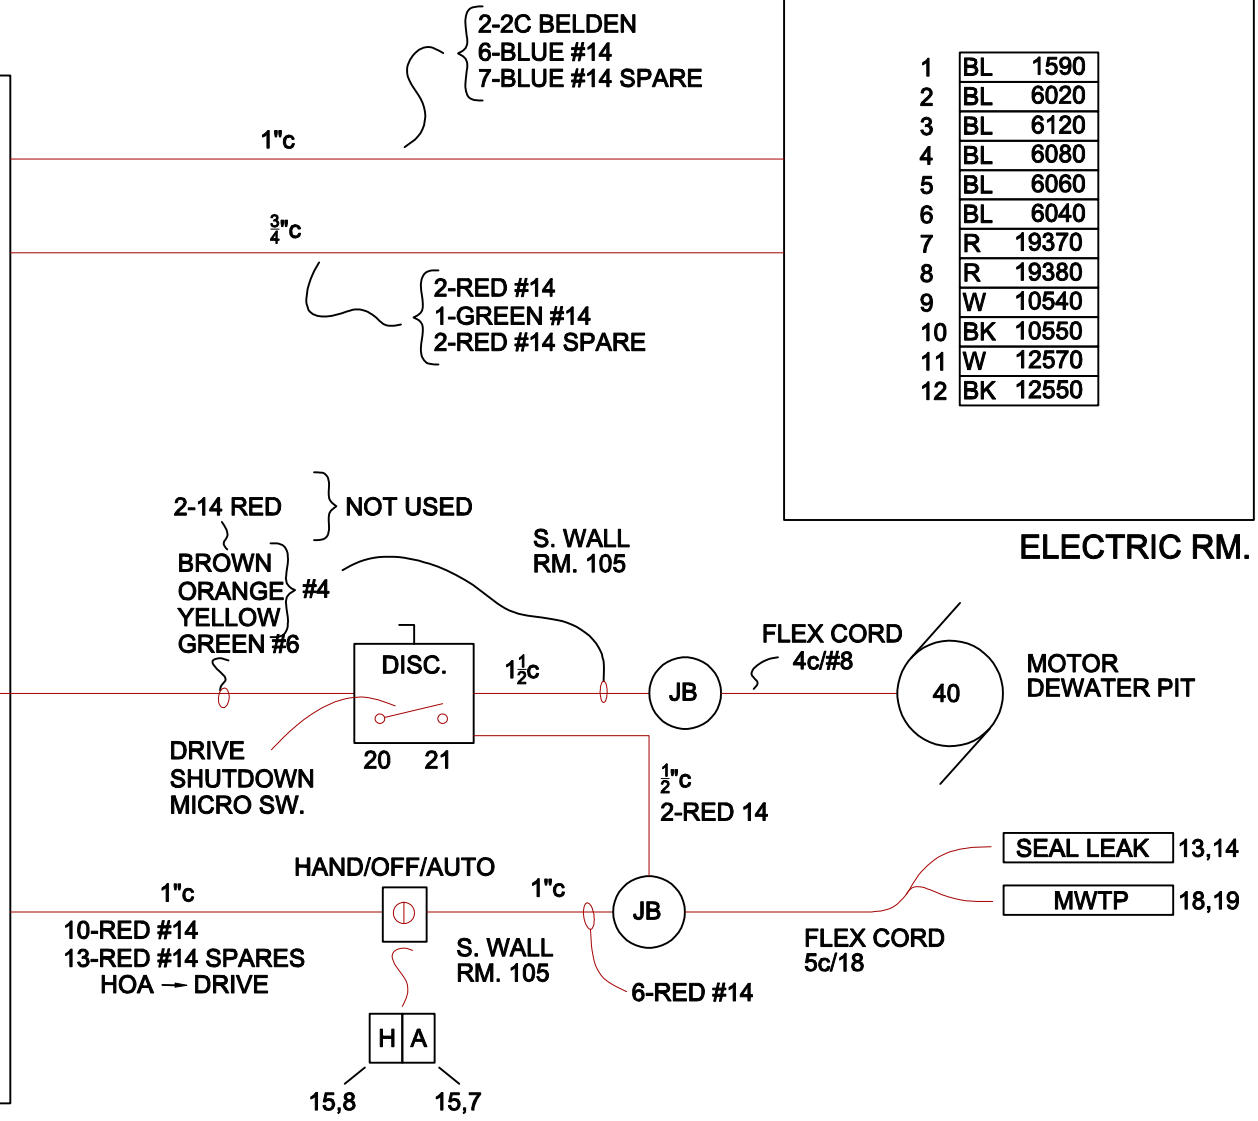 2-2C BELDEN
6-BLUE #14
7-BLUE #14 SPARE
1"c
3/4"c
2-RED #14
1-GREEN #14
2-RED #14 SPARE
1 BL 1590
2 BL 6020
3 BL 6120
4 BL 6080
5 BL 6060
6 BL 6040
7 R 19370
8 R 19380
9 W 10540
10 BK 10550
11 W 12570
12 BK 12550
ELECTRIC RM.
2-14 RED
NOT USED
BROWN
ORANGE
YELLOW
#4
GREEN #6
S. WALL
RM. 105
DISC.
1 1/2c
JB
FLEX CORD
4c/#8
40
MOTOR
DEWATER PIT
20 21
DRIVE
SHUTDOWN
MICRO SW.
1/2"c
2-RED 14
HAND/OFF/AUTO
1"c
10-RED #14
13-RED #14 SPARES
HOA → DRIVE
1"c
S. WALL
RM. 105
JB
6-RED #14
FLEX CORD
5c/18
SEAL LEAK 13,14
MWTP 18,19
H A
15,8 15,7